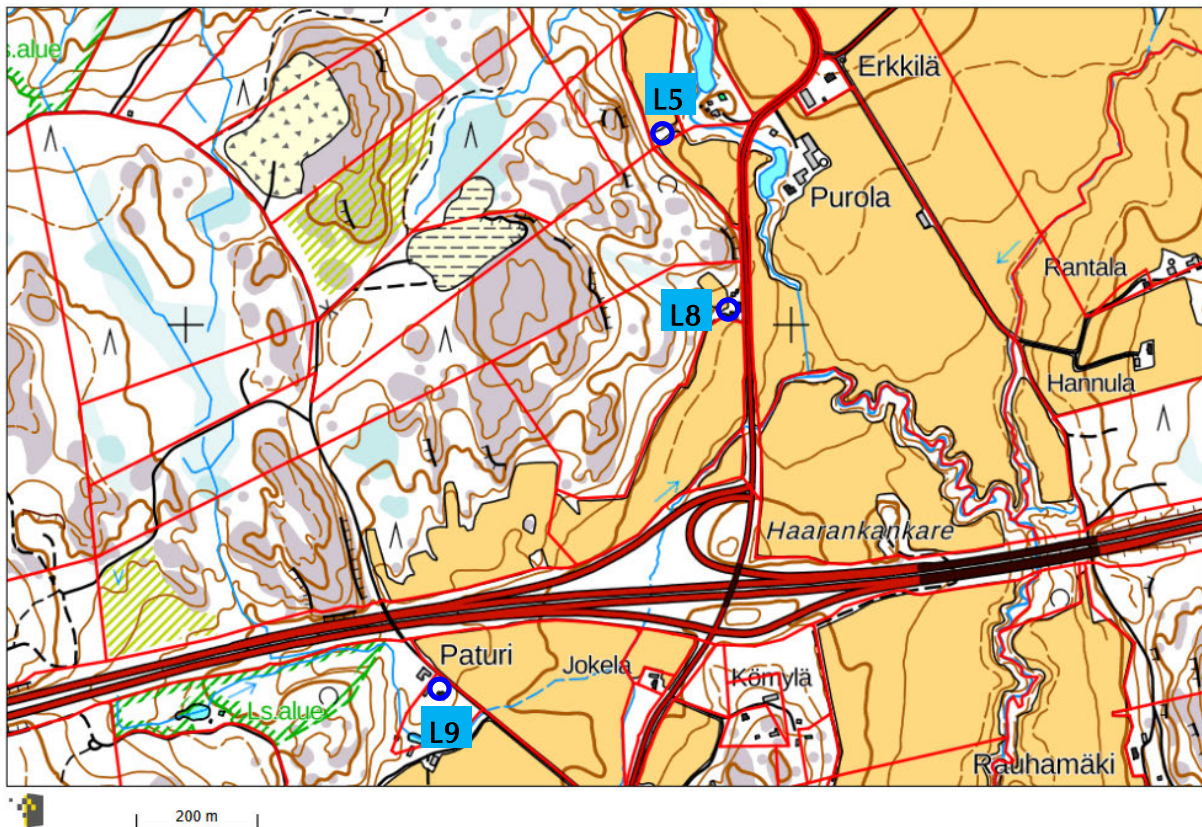 s.alue
Erkkilä
L5
Purola
Rantala
L8
Hannula
Haarankankare
Paturi
Jokela
Kömylä
Ls.alue
L9
Rauhamäki
200 m